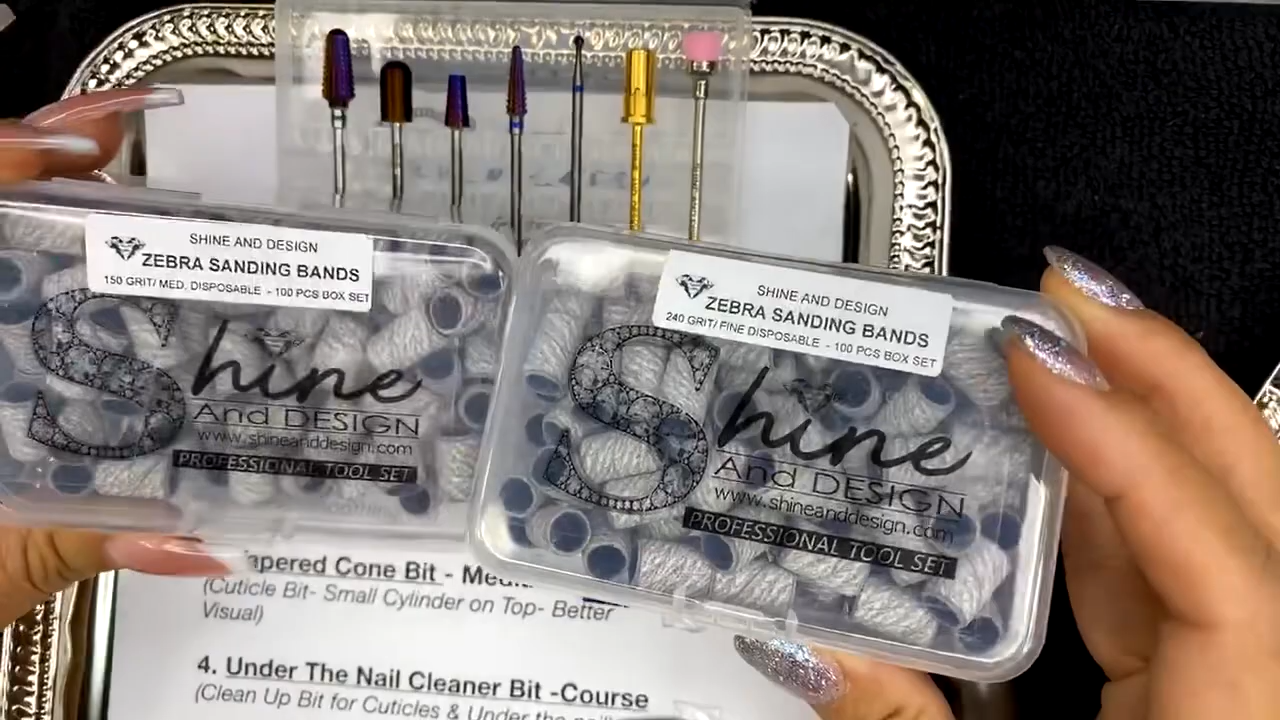 SHINE AND DESIGN
ZEBRA SANDING BANDS
150 GRIT/ MED. DISPOSABLE - 100 PCS BOX SET
Shine
And DESIGN
www.shineanddesign.com
PROFESSIONAL TOOL SET
SHINE AND DESIGN
ZEBRA SANDING BANDS
240 GRIT/ FINE DISPOSABLE - 100 PCS BOX SET
Shine
And DESIGN
www.shineanddesign.com
PROFESSIONAL TOOL SET
apered Cone Bit - Med
(Cuticle Bit- Small Cylinder on Top- Better
Visual)
4. Under The Nail Cleaner Bit -Course
(Clean Up Bit for Cuticles & Under the